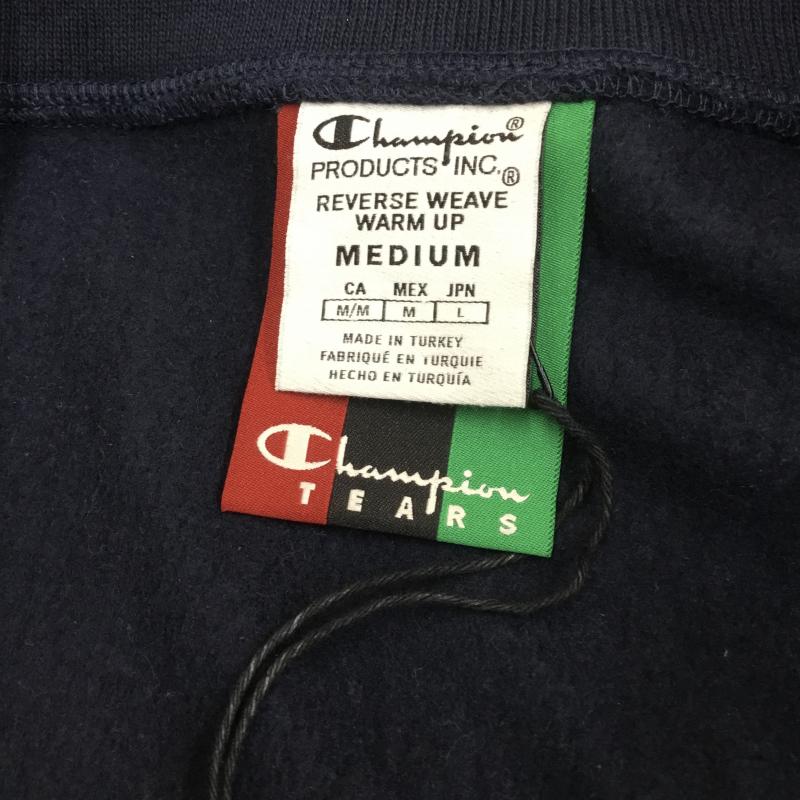 Champion®
PRODUCTS INC.®
REVERSE WEAVE
WARM UP
MEDIUM
CA MEX JPN
M/M M L
MADE IN TURKEY
FABRIQUÉ EN TURQUIE
HECHO EN TURQUÍA
Champion
TEARS